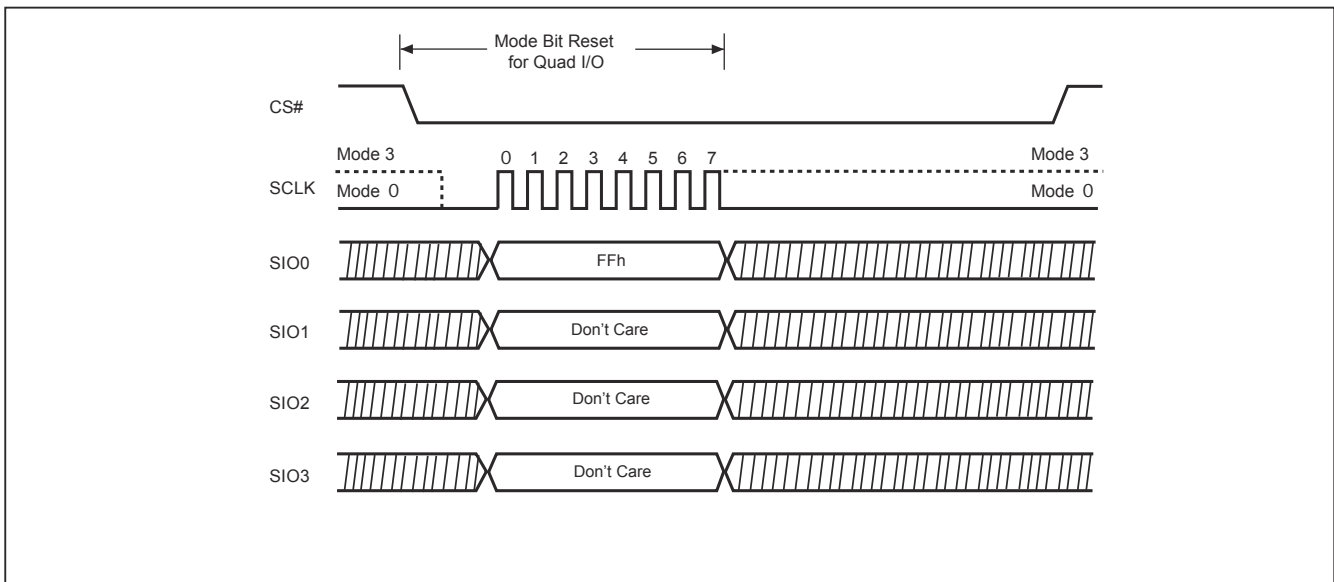 Mode Bit Reset
for Quad I/O
CS#
Mode 3
Mode 3
0 1 2 3 4 5 6 7
SCLK
Mode 0
Mode 0
SIO0
FFh
SIO1
Don't Care
SIO2
Don't Care
SIO3
Don't Care